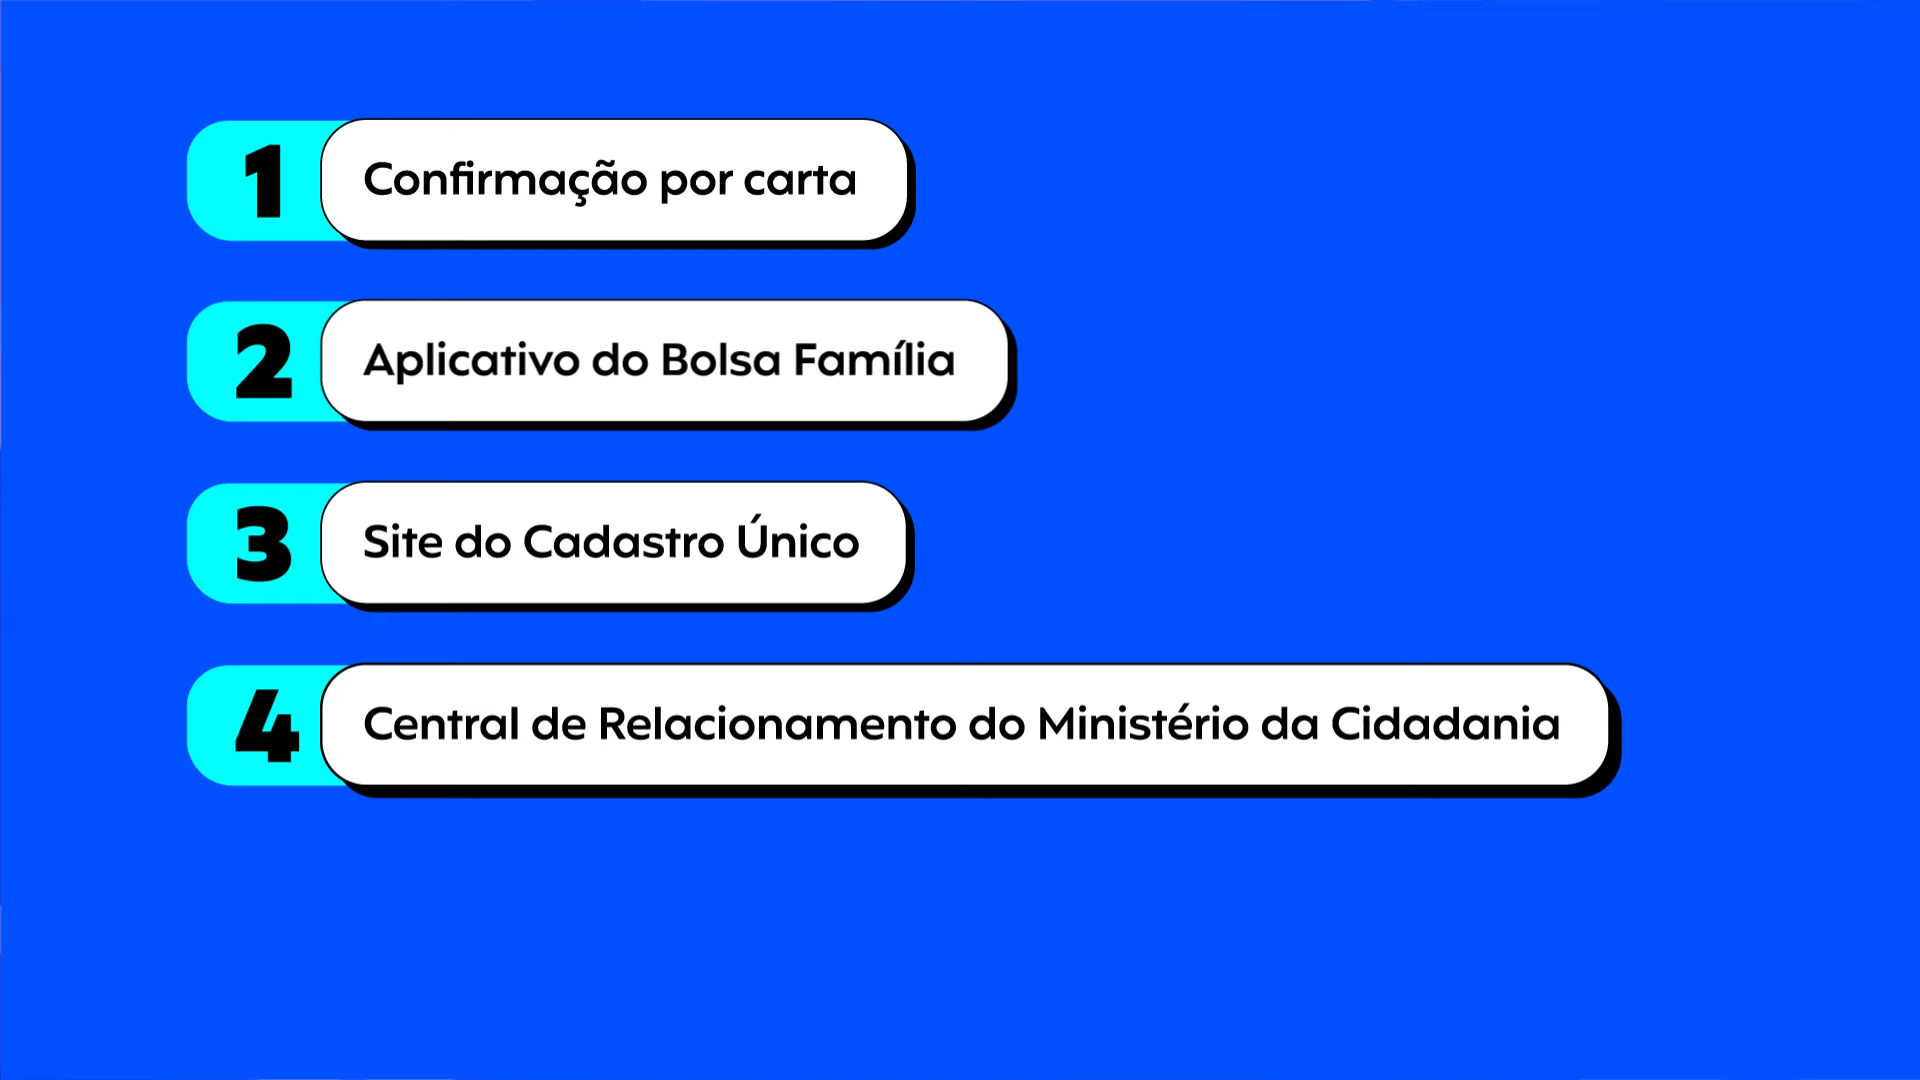 1 Confirmação por carta
2 Aplicativo do Bolsa Família
3 Site do Cadastro Único
4 Central de Relacionamento do Ministério da Cidadania